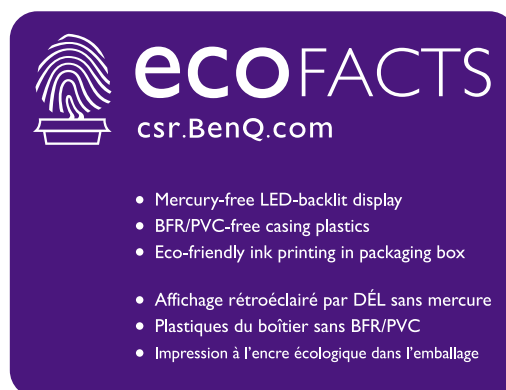 ecoFACTS
csr.BenQ.com
• Mercury-free LED-backlit display
• BFR/PVC-free casing plastics
• Eco-friendly ink printing in packaging box
• Affichage rétroéclairé par DÉL sans mercure
• Plastiques du boîtier sans BFR/PVC
• Impression à l'encre écologique dans l'emballage